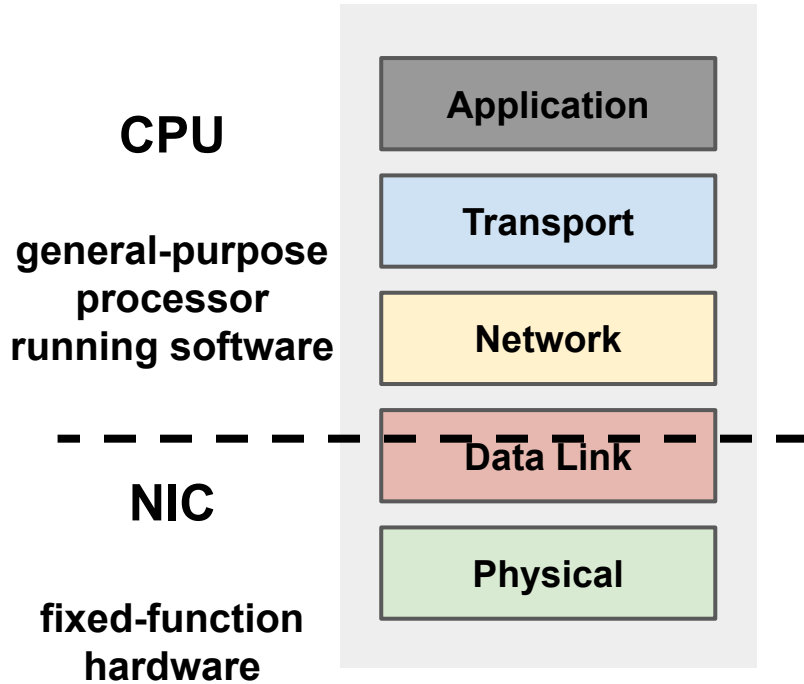 CPU
general-purpose
processor
running software
NIC
fixed-function
hardware
Application
Transport
Network
Data Link
Physical